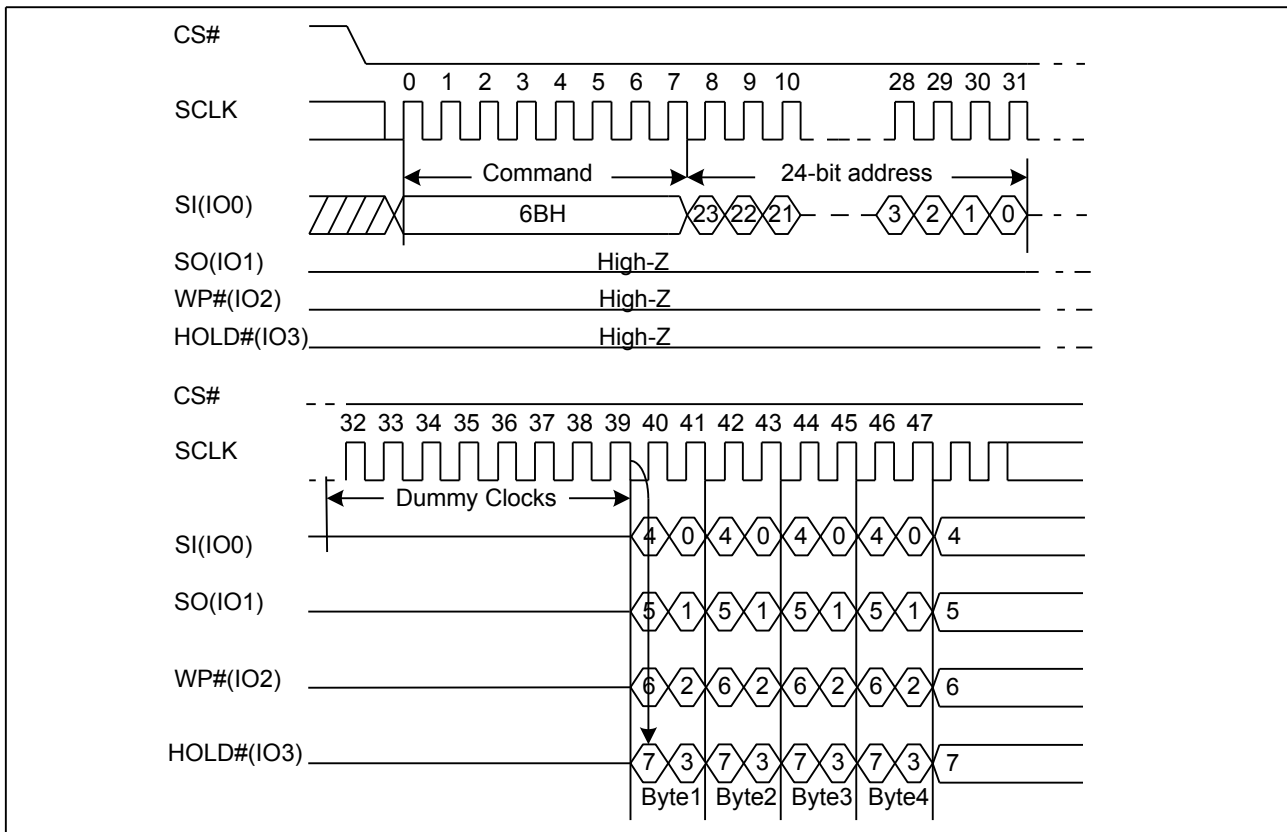 CS#
0 1 2 3 4 5 6 7 8 9 10 28 29 30 31
SCLK
Command 24-bit address
SI(IO0) 6BH 23 22 21 3 2 1 0
SO(IO1) High-Z
WP#(IO2) High-Z
HOLD#(IO3) High-Z
CS#
32 33 34 35 36 37 38 39 40 41 42 43 44 45 46 47
SCLK
Dummy Clocks
SI(IO0) 4 0 4 0 4 0 4 0 4
SO(IO1) 5 1 5 1 5 1 5 1 5
WP#(IO2) 6 2 6 2 6 2 6 2 6
HOLD#(IO3) 7 3 7 3 7 3 7 3 7
Byte1 Byte2 Byte3 Byte4